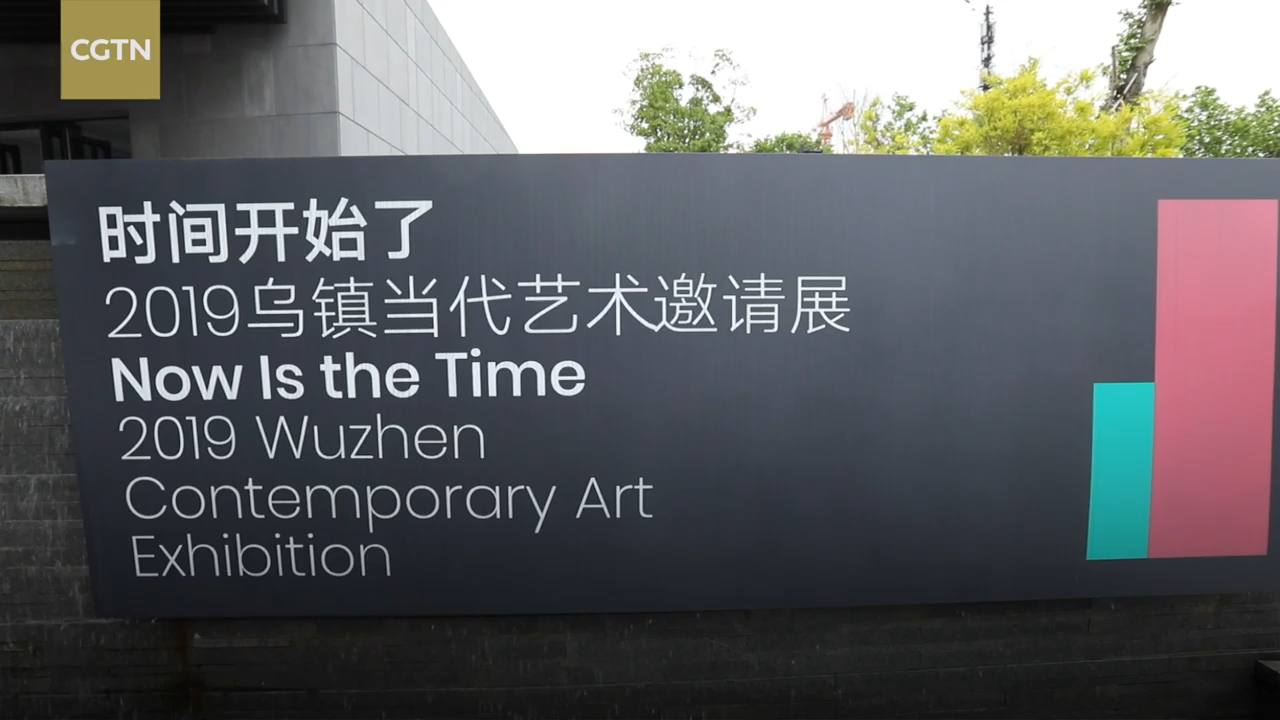 CGTN
时间开始了
2019乌镇当代艺术邀请展
Now Is the Time
2019 Wuzhen
Contemporary Art
Exhibition